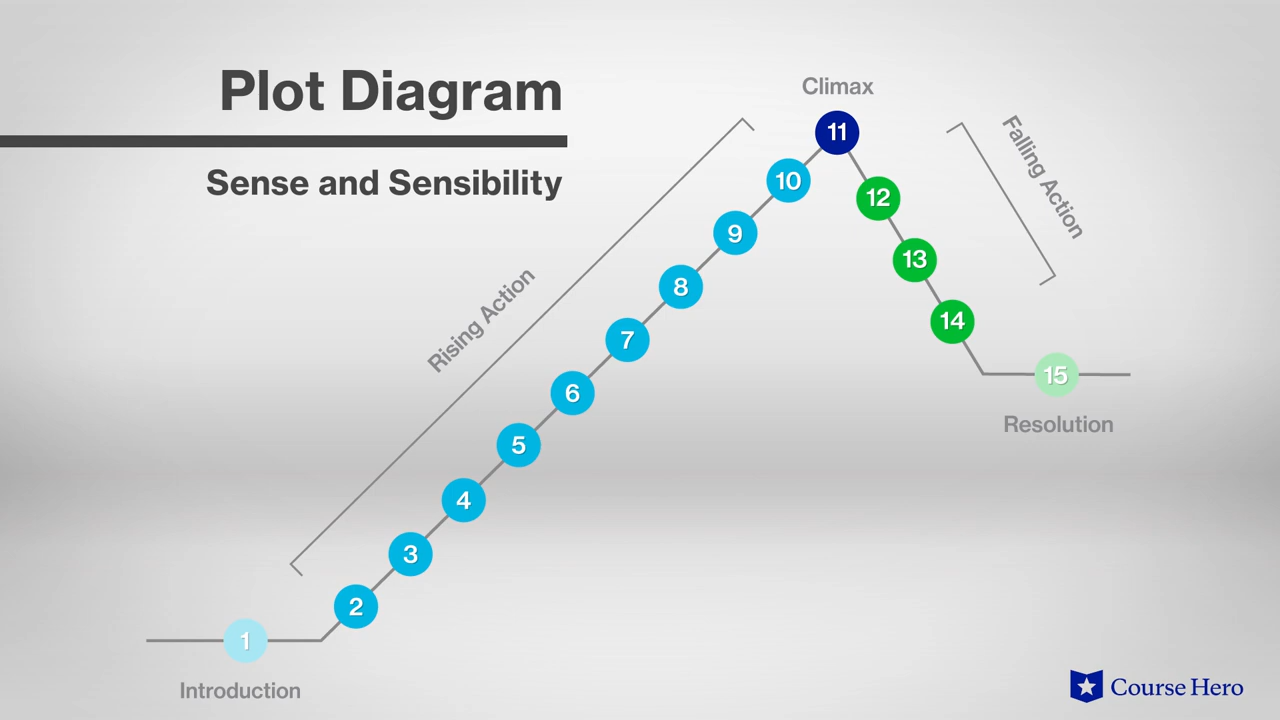 Plot Diagram
Sense and Sensibility
Climax
Falling Action
Rising Action
11
10
12
9
13
8
14
7
15
Resolution
6
5
4
3
2
1
Introduction
Course Hero